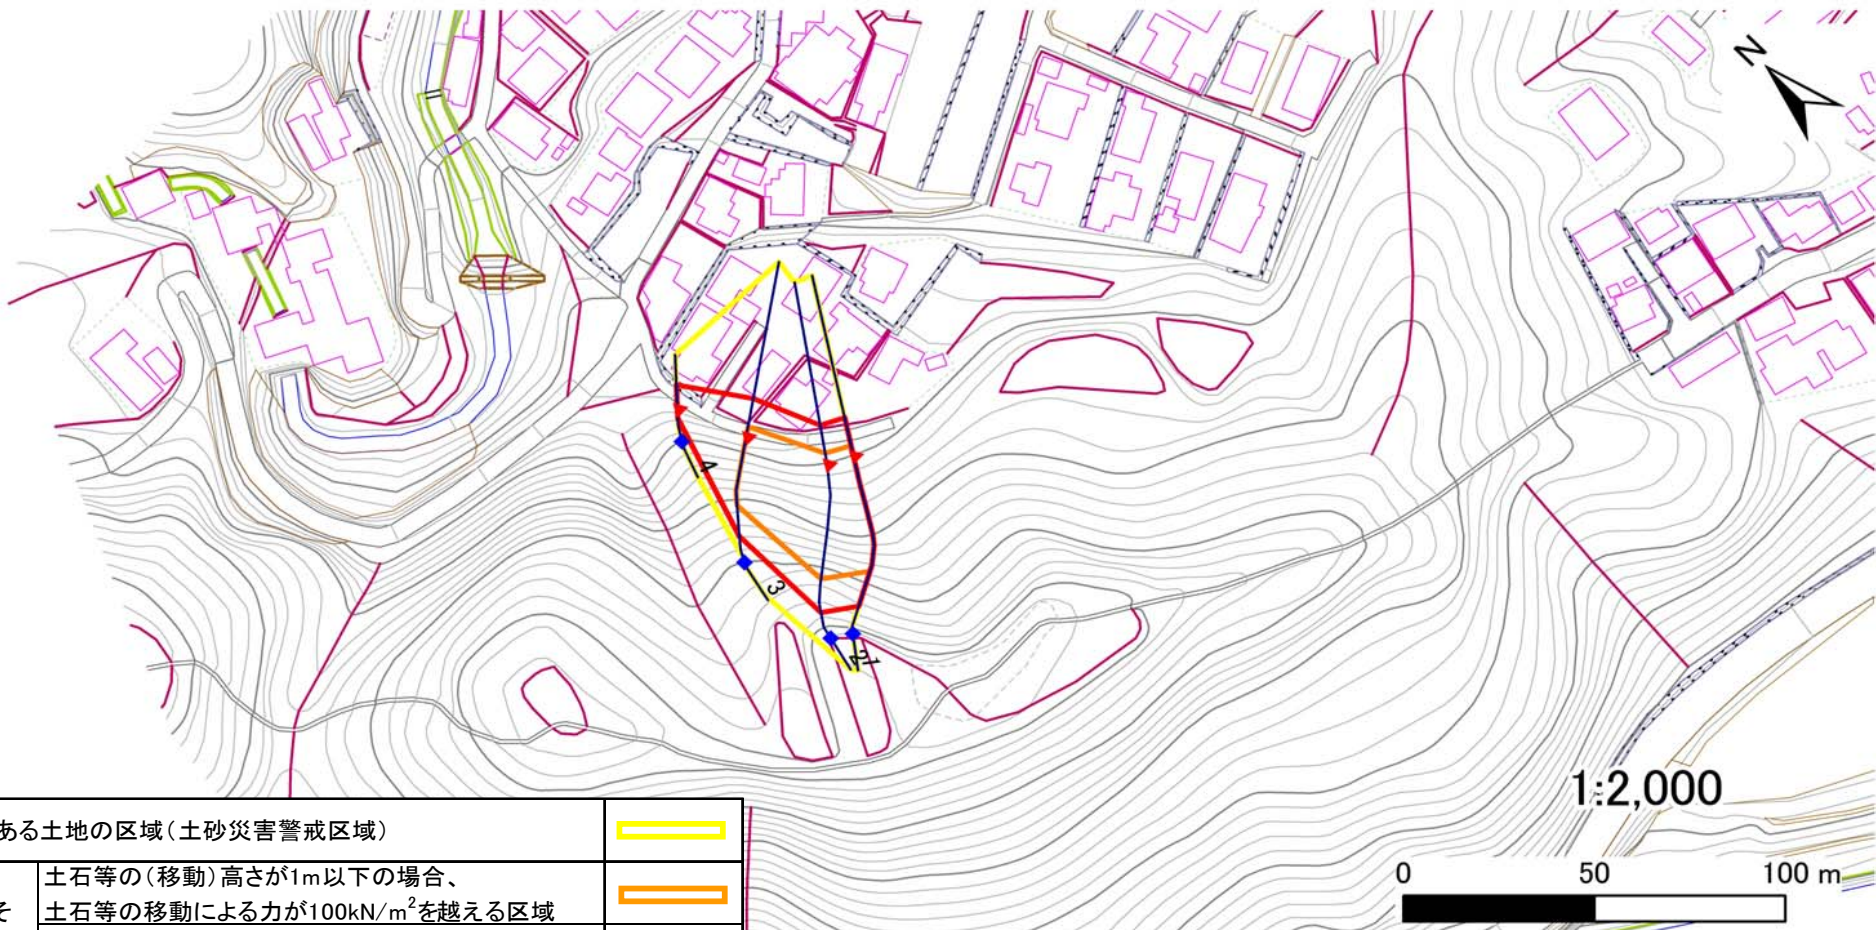 N
4
3
2
1
1:2,000
0 50 100 m
ある土地の区域(土砂災害警戒区域)
土石等の(移動)高さが1m以下の場合、
そ 土石等の移動による力が100kN/m²を越える区域